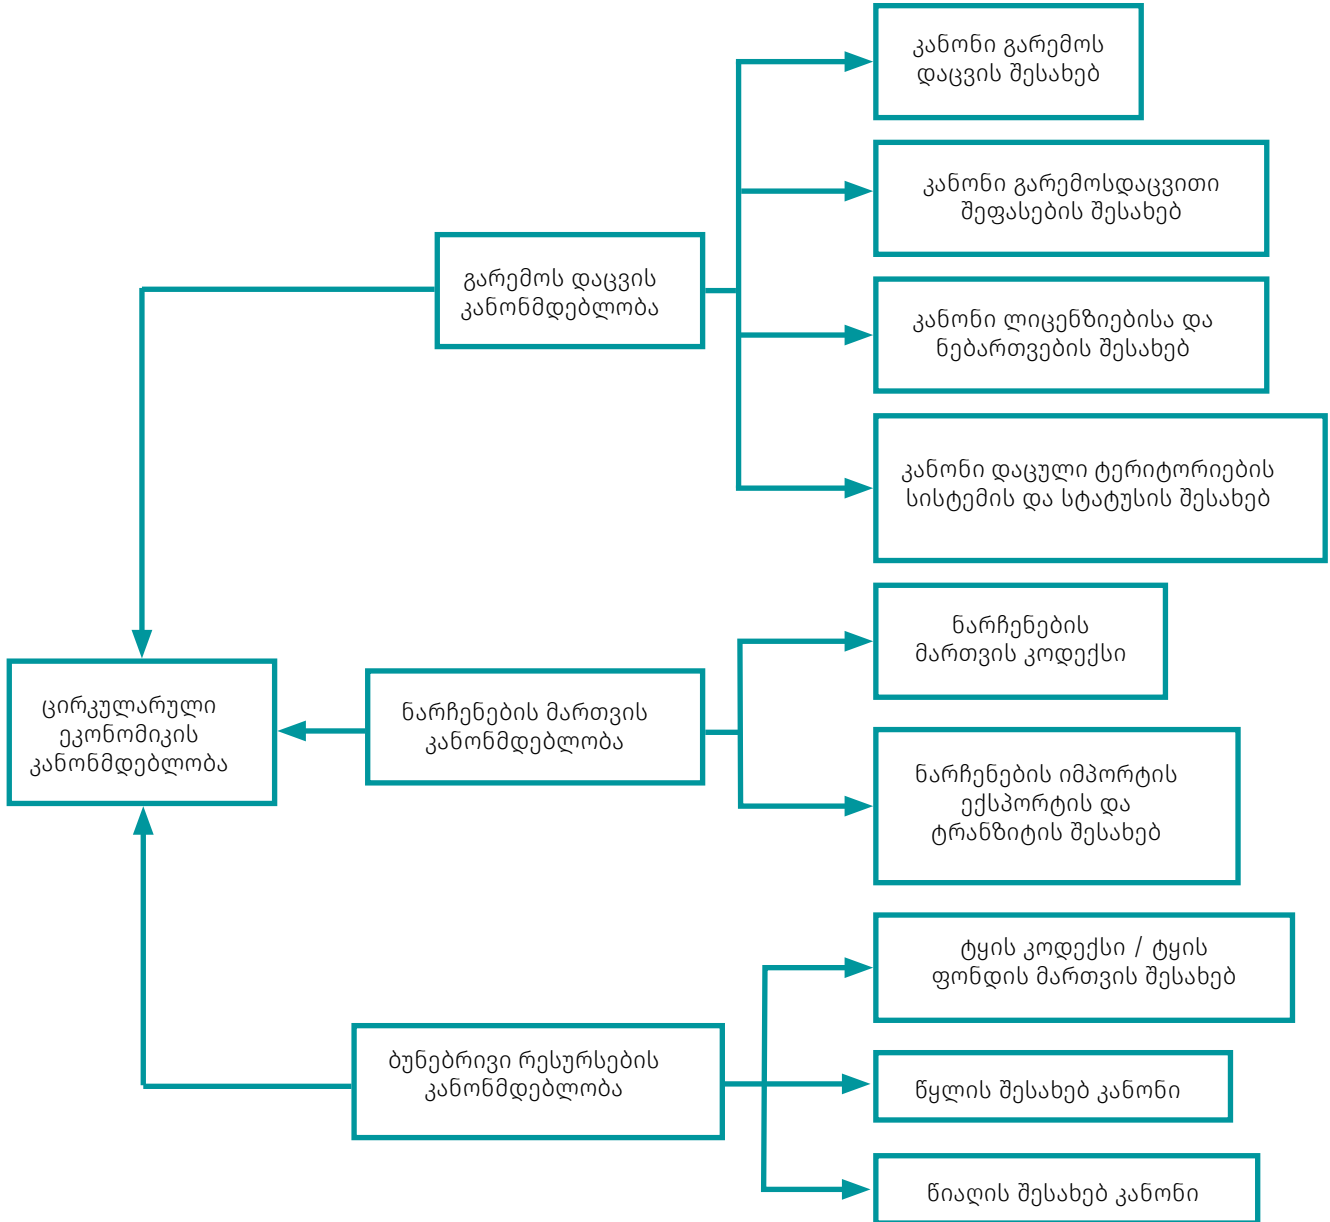 კანონი გარემოს
დაცვის შესახებ
კანონი გარემოსდაცვითი
შეფასების შესახებ
გარემოს დაცვის
კანონმდებლობა
კანონი ლიცენზიებისა და
ნებართვების შესახებ
კანონი დაცული ტერიტორიების
სისტემის და სტატუსის შესახებ
ნარჩენების
მართვის კოდექსი
ცირკულარული
ეკონომიკის
კანონმდებლობა
ნარჩენების მართვის
კანონმდებლობა
ნარჩენების იმპორტის
ექსპორტის და
ტრანზიტის შესახებ
ტყის კოდექსი / ტყის
ფონდის მართვის შესახებ
ბუნებრივი რესურსების
კანონმდებლობა
წყლის შესახებ კანონი
წიაღის შესახებ კანონი